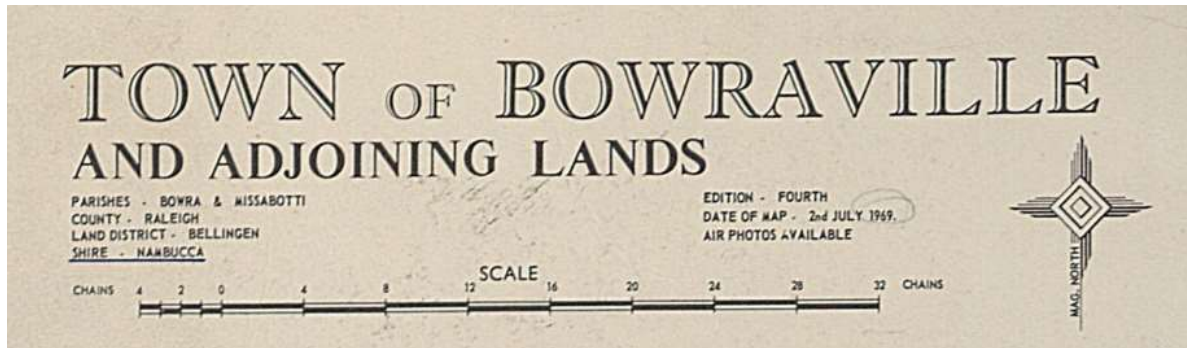 TOWN OF BOWRAVILLE
AND ADJOINING LANDS
PARISHES - BOWRA & MISSABOTTI
COUNTY - RALEIGH
LAND DISTRICT - BELLINGEN
SHIRE - NAMBUCCA
EDITION - FOURTH
DATE OF MAP - 2nd JULY 1969.
AIR PHOTOS AVAILABLE
SCALE
CHAINS 4 2 0 4 8 12 16 20 24 28 32 CHAINS
MAG. NORTH